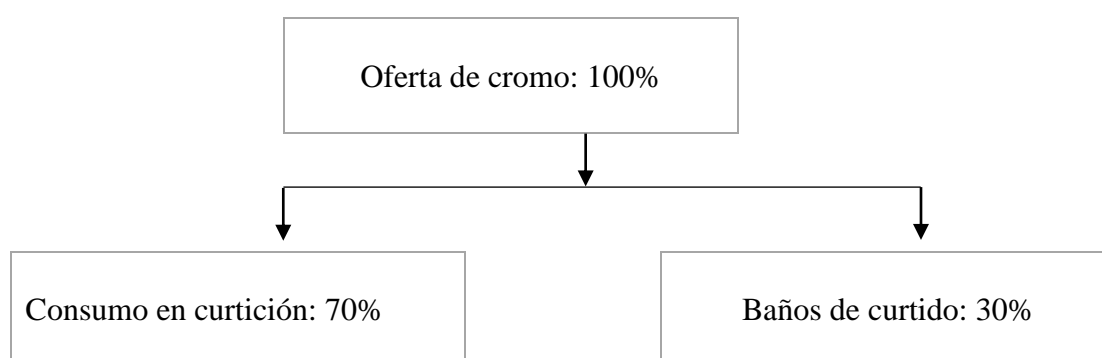 Oferta de cromo: 100%
Consumo en curtición: 70%
Baños de curtido: 30%